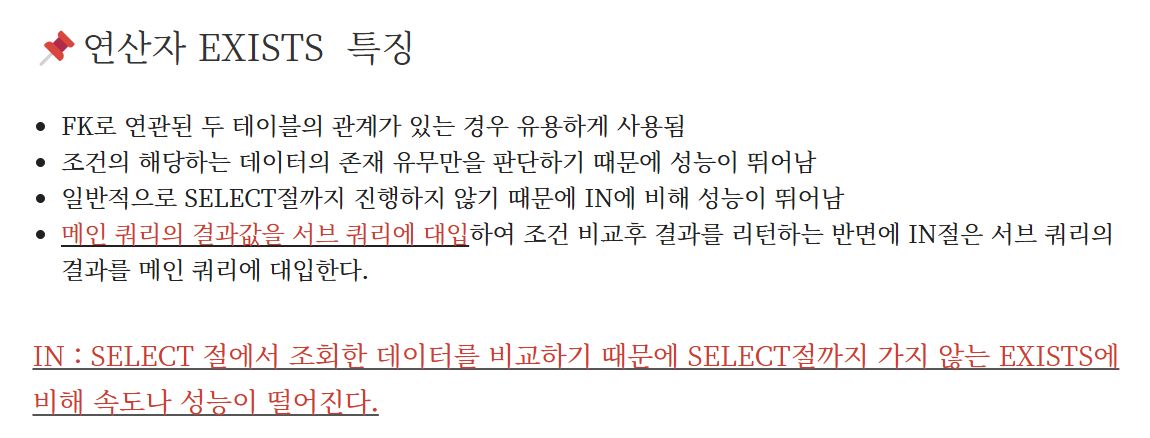 📌연산자 EXISTS 특징
• FK로 연관된 두 테이블의 관계가 있는 경우 유용하게 사용됨
• 조건의 해당하는 데이터의 존재 유무만을 판단하기 때문에 성능이 뛰어남
• 일반적으로 SELECT절까지 진행하지 않기 때문에 IN에 비해 성능이 뛰어남
• 메인 쿼리의 결과값을 서브 쿼리에 대입하여 조건 비교후 결과를 리턴하는 반면에 IN절은 서브 쿼리의
결과를 메인 쿼리에 대입한다.
IN : SELECT 절에서 조회한 데이터를 비교하기 때문에 SELECT절까지 가지 않는 EXISTS에
비해 속도나 성능이 떨어진다.